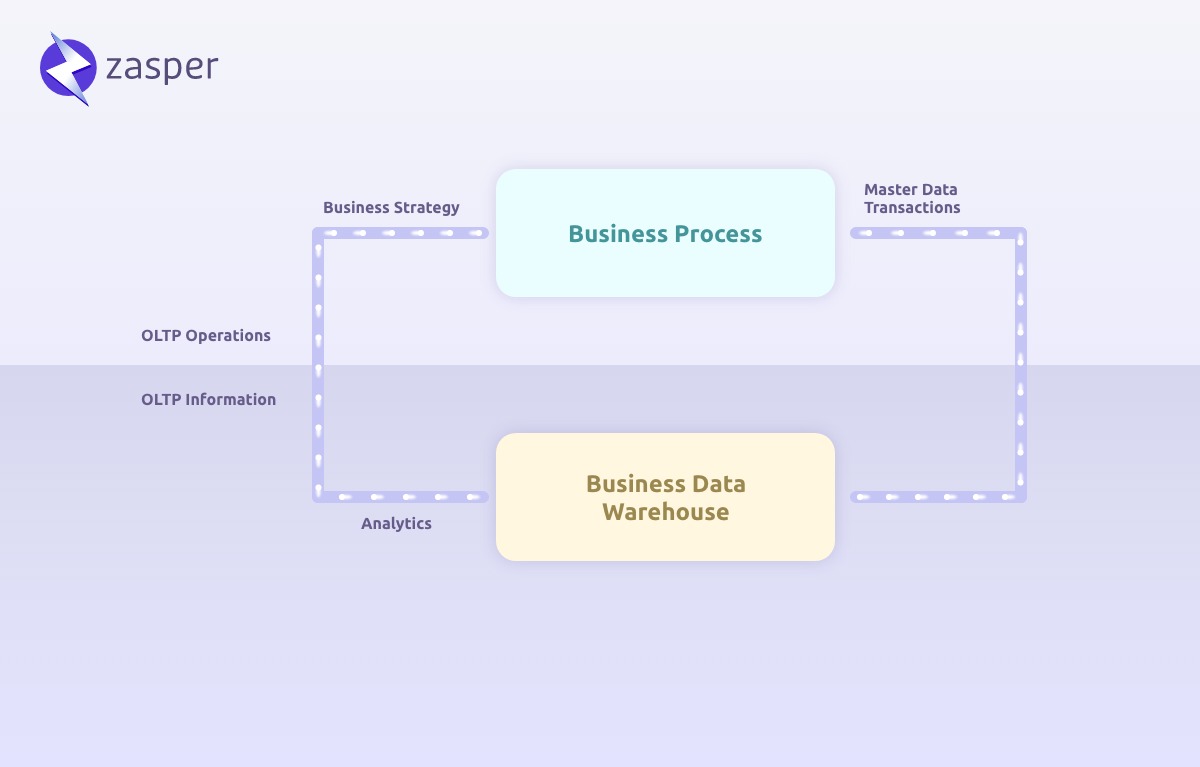 zasper
Master Data
Transactions
Business Strategy
Business Process
OLTP Operations
OLTP Information
Business Data
Warehouse
Analytics